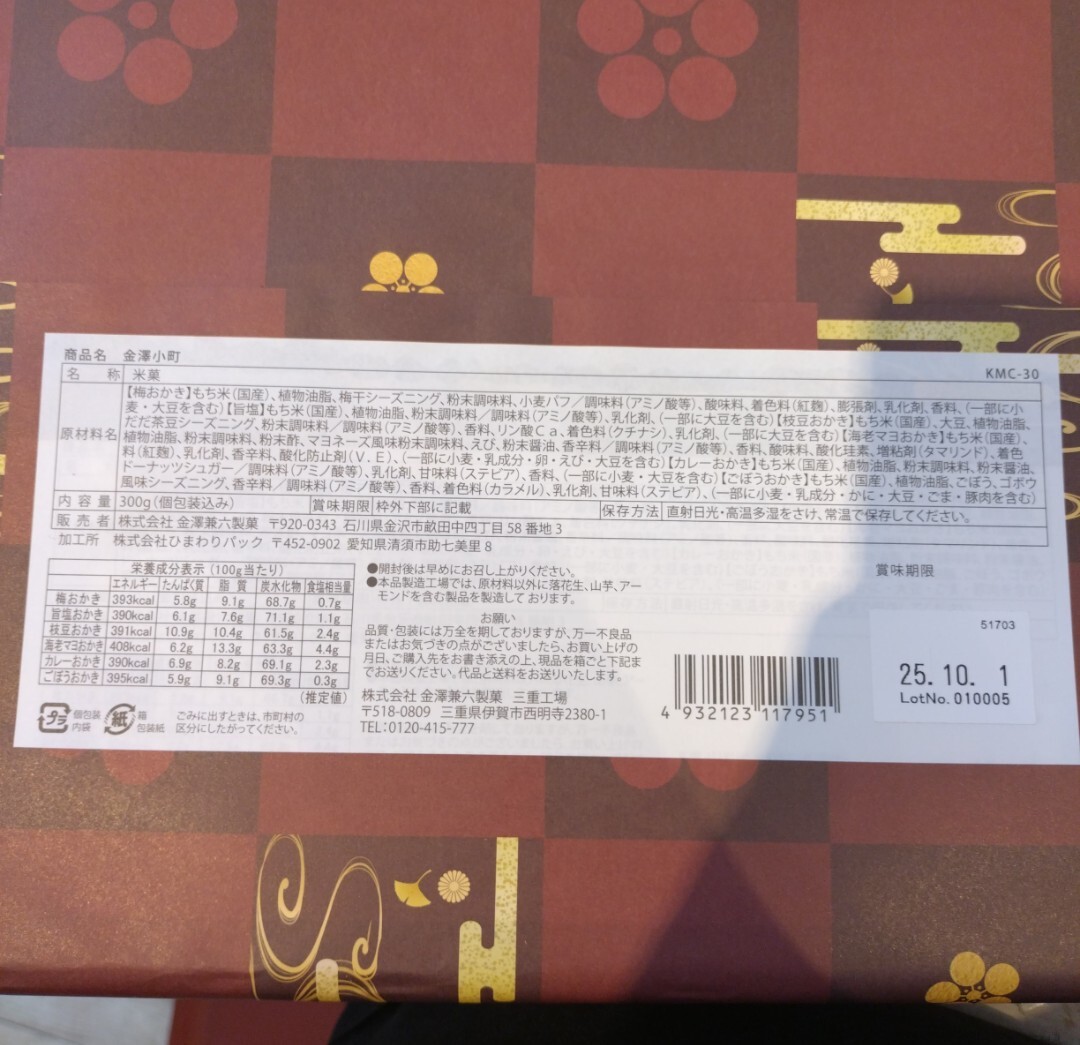 商品名 金澤小町
名 称 米菓 KMC-30
原材料名
【梅おかき】もち米(国産)、植物油脂、梅干シーズニング、粉末調味料、小麦パフ／調味料(アミノ酸等)、酸味料、着色料(紅麹)、膨張剤、乳化剤、香料、(一部に小
麦・大豆を含む)【旨塩】もち米(国産)、植物油脂、粉末調味料／調味料(アミノ酸等)、乳化剤、(一部に大豆を含む)【枝豆おかき】もち米(国産)、大豆、植物油脂、
だだ茶豆シーズニング、粉末調味料／調味料(アミノ酸等)、香料、リン酸Ｃａ、着色料(クチナシ)、乳化剤、(一部に大豆を含む)【海老マヨおかき】もち米(国産)、
植物油脂、粉末調味料、粉末酢、マヨネーズ風味粉末調味料、えび、粉末醤油、香辛料／調味料(アミノ酸等)、香料、酸味料、酸化珪素、増粘剤(タマリンド)、着色
料(紅麹)、乳化剤、香辛料、酸化防止剤(Ｖ.Ｅ)、(一部に小麦・乳成分・卵・えび・大豆を含む)【カレーおかき】もち米(国産)、植物油脂、粉末調味料、粉末醤油、
ドーナッツシュガー／調味料(アミノ酸等)、乳化剤、甘味料(ステビア)、香料、(一部に小麦・大豆を含む)【ごぼうおかき】もち米(国産)、植物油脂、ごぼう、ゴボウ
風味シーズニング、香辛料／調味料(アミノ酸等)、香料、着色料(カラメル)、乳化剤、甘味料(ステビア)、(一部に小麦・乳成分・かに・大豆・ごま・豚肉を含む)
内 容 量 300g(個包装込み) 賞味期限 枠外下部に記載 保存方法 直射日光・高温多湿をさけ、常温で保存してください。
販 売 者 株式会社 金澤兼六製菓 〒920-0343 石川県金沢市畝田中四丁目58番地3
加工所 株式会社ひまわりパック 〒452-0902 愛知県清須市助七美里8
栄養成分表示(100g当たり)
エネルギー たんぱく質 脂 質 炭水化物 食塩相当量
梅おかき 393kcal 5.8g 9.1g 68.7g 0.7g
旨塩おかき 390kcal 6.1g 7.6g 71.1g 1.1g
枝豆おかき 391kcal 10.9g 10.4g 61.5g 2.4g
海老マヨおかき 408kcal 6.2g 13.3g 63.3g 4.4g
カレーおかき 390kcal 6.9g 8.2g 69.1g 2.3g
ごぼうおかき 395kcal 5.9g 9.1g 69.3g 0.3g
(推定値)
プラ 個包装
内袋
紙 箱
包装紙
ごみに出すときは、市町村の
区分にしたがってください。
●開封後は早めにお召し上がりください。
●本品製造工場では、原材料以外に落花生、山芋、アー
モンドを含む製品を製造しております。
お願い
品質・包装には万全を期しておりますが、万一不良品
またはお気づきの点がございましたら、お買い上げの
月日、ご購入先をお書き添えの上、現品を箱ごと下記ま
でお送りください。代品と送料をお送りいたします。
株式会社 金澤兼六製菓 三重工場
〒518-0809 三重県伊賀市西明寺2380-1
TEL:0120-415-777
4 932123 117951
賞味期限
51703
25.10. 1
LotNo. 010005